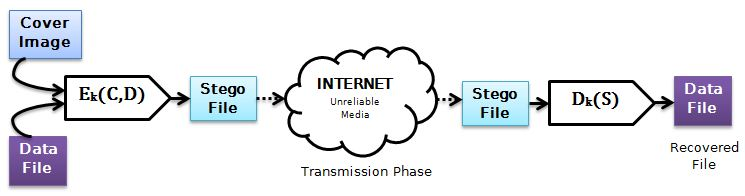 Cover
Image
Eₖ(C,D)
Data
File
Stego
File
INTERNET
Unreliable
Media
Transmission Phase
Stego
File
Dₖ(S)
Data
File
Recovered
File